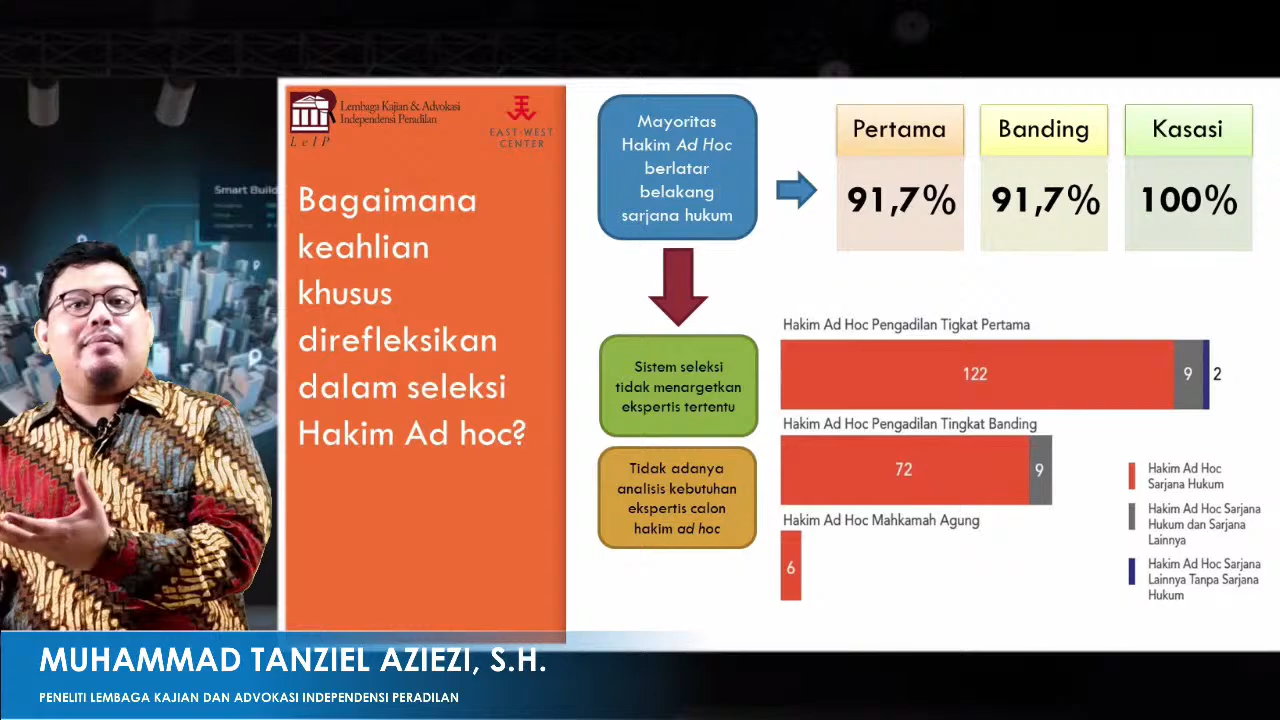 Lembaga Kajian & Advokasi
Independensi Peradilan
LeIP
EAST-WEST
CENTER
Smart Build
Bagaimana
keahlian
khusus
direfleksikan
dalam seleksi
Hakim Ad hoc?
Mayoritas
Hakim Ad Hoc
berlatar
belakang
sarjana hukum
Pertama
Banding
Kasasi
91,7%
91,7%
100%
Sistem seleksi
tidak menargetkan
ekspertis tertentu
Tidak adanya
analisis kebutuhan
ekspertis calon
hakim ad hoc
Hakim Ad Hoc Pengadilan Tigkat Pertama
122
9
2
Hakim Ad Hoc Pengadilan Tingkat Banding
72
9
Hakim Ad Hoc Mahkamah Agung
6
Hakim Ad Hoc
Sarjana Hukum
Hakim Ad Hoc Sarjana
Hukum dan Sarjana
Lainnya
Hakim Ad Hoc Sarjana
Lainnya Tanpa Sarjana
Hukum
MUHAMMAD TANZIEL AZIEZI, S.H.
PENELITI LEMBAGA KAJIAN DAN ADVOKASI INDEPENDENSI PERADILAN